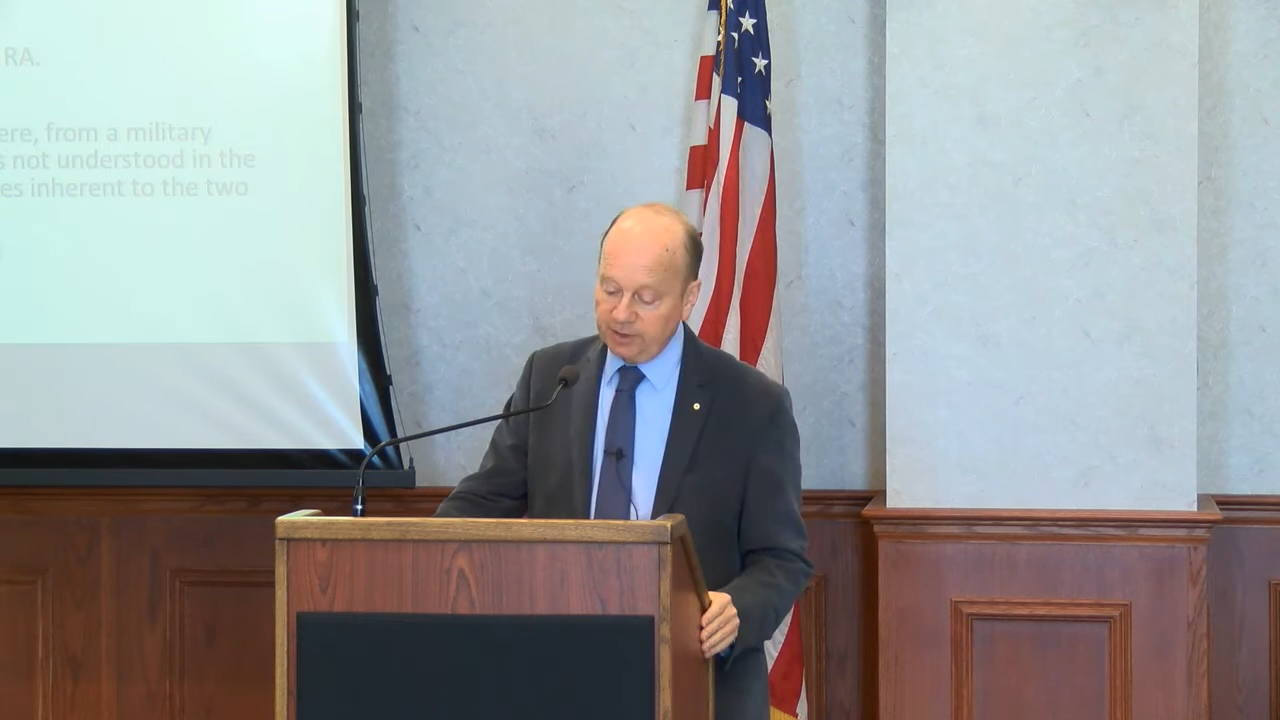 RA.
ere, from a military
s not understood in the
es inherent to the two